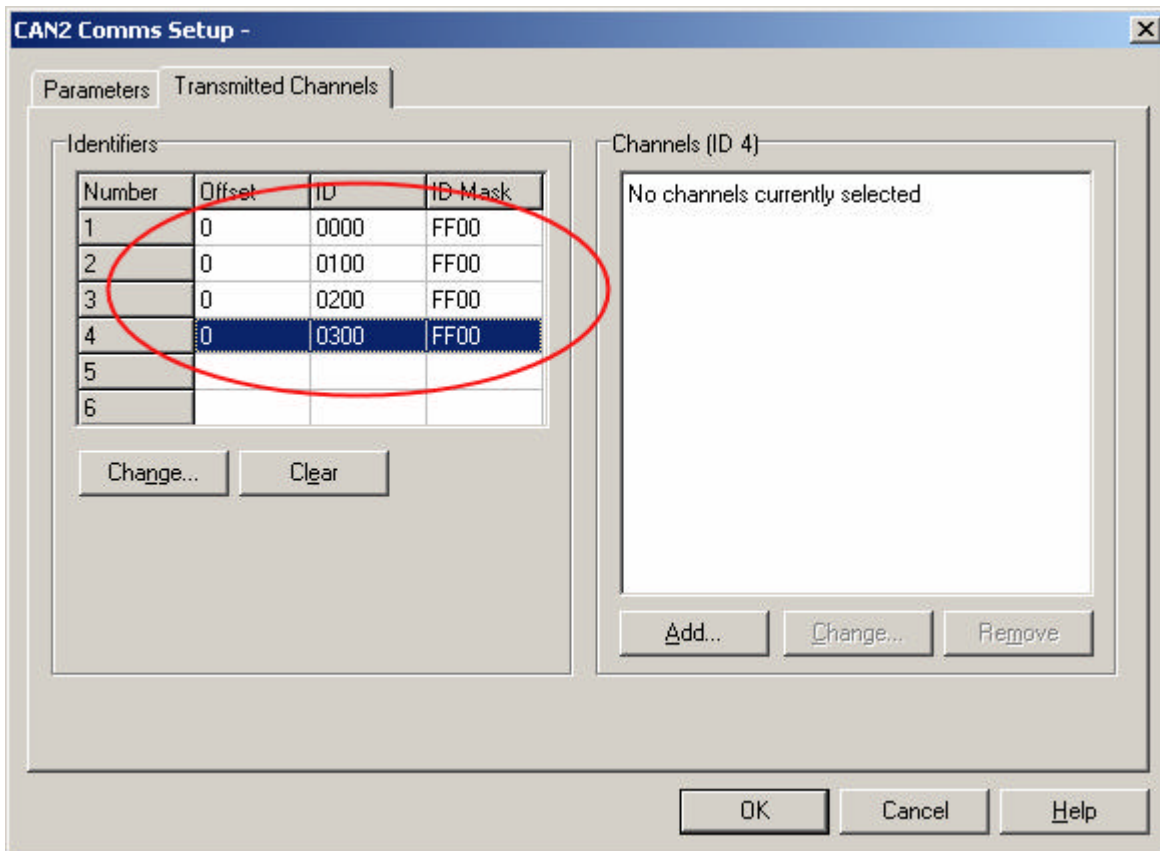 CAN2 Comms Setup -
Parameters
Transmitted Channels
Identifiers
Number Offset ID ID Mask
1 0 0000 FF00
2 0 0100 FF00
3 0 0200 FF00
4 0 0300 FF00
5
6
Change... Clear
Channels (ID 4)
No channels currently selected
Add... Change... Remove
OK Cancel Help